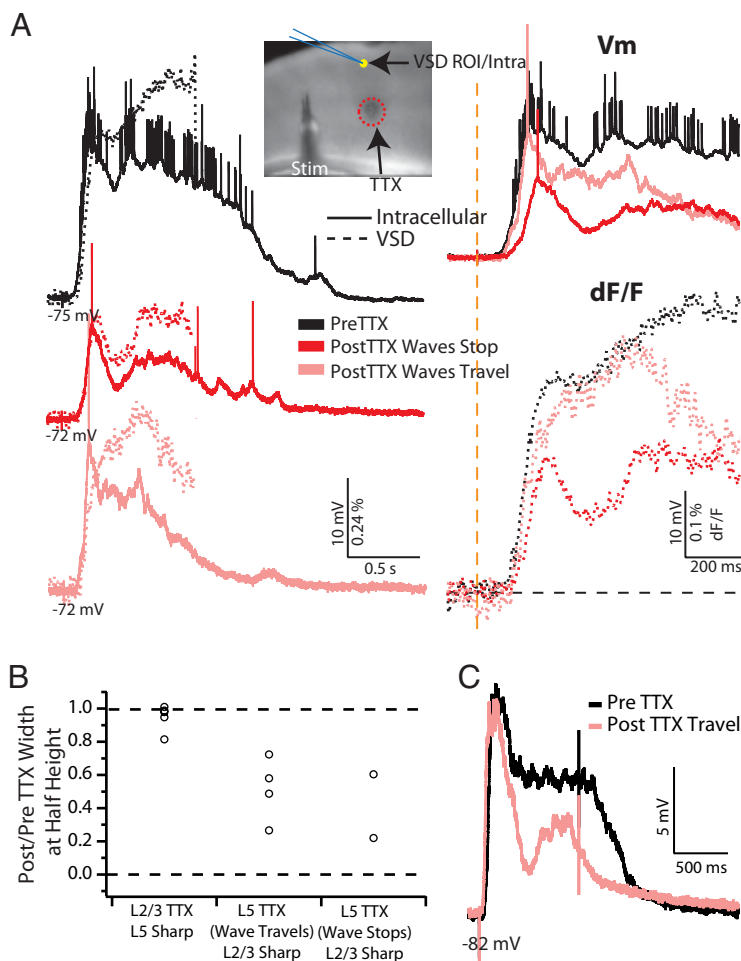 A
VSD ROI/Intra
Stim
TTX
Vm
Intracellular
VSD
-75 mV
PreTTX
PostTTX Waves Stop
PostTTX Waves Travel
-72 mV
10 mV
0.24 %
0.5 s
-72 mV
dF/F
10 mV
0.1 %
dF/F
200 ms
B
Post/Pre TTX Width
at Half Height
1.0
0.8
0.6
0.4
0.2
0.0
L2/3 TTX
L5 Sharp
L5 TTX
(Wave Travels)
L2/3 Sharp
L5 TTX
(Wave Stops)
L2/3 Sharp
C
Pre TTX
Post TTX Travel
5 mV
500 ms
-82 mV